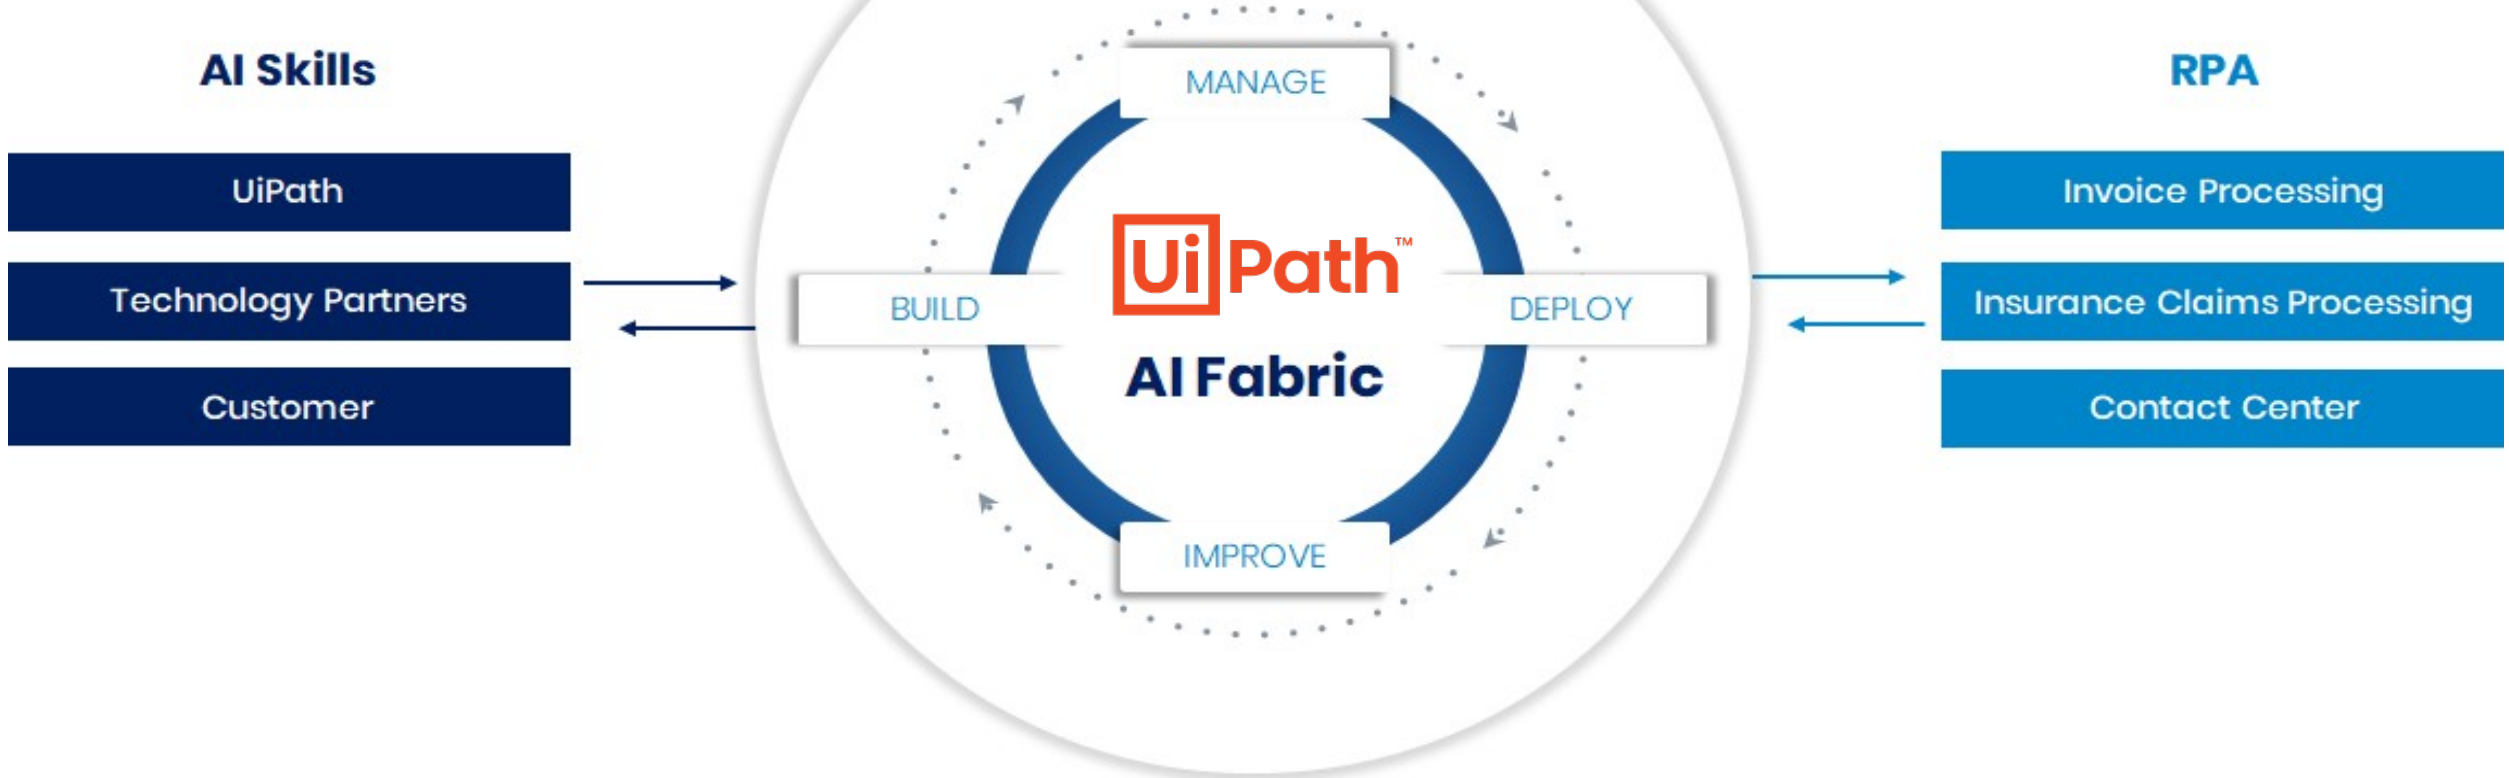 AI Skills
UiPath
Technology Partners
Customer
MANAGE
BUILD
UiPath™
AI Fabric
DEPLOY
IMPROVE
RPA
Invoice Processing
Insurance Claims Processing
Contact Center